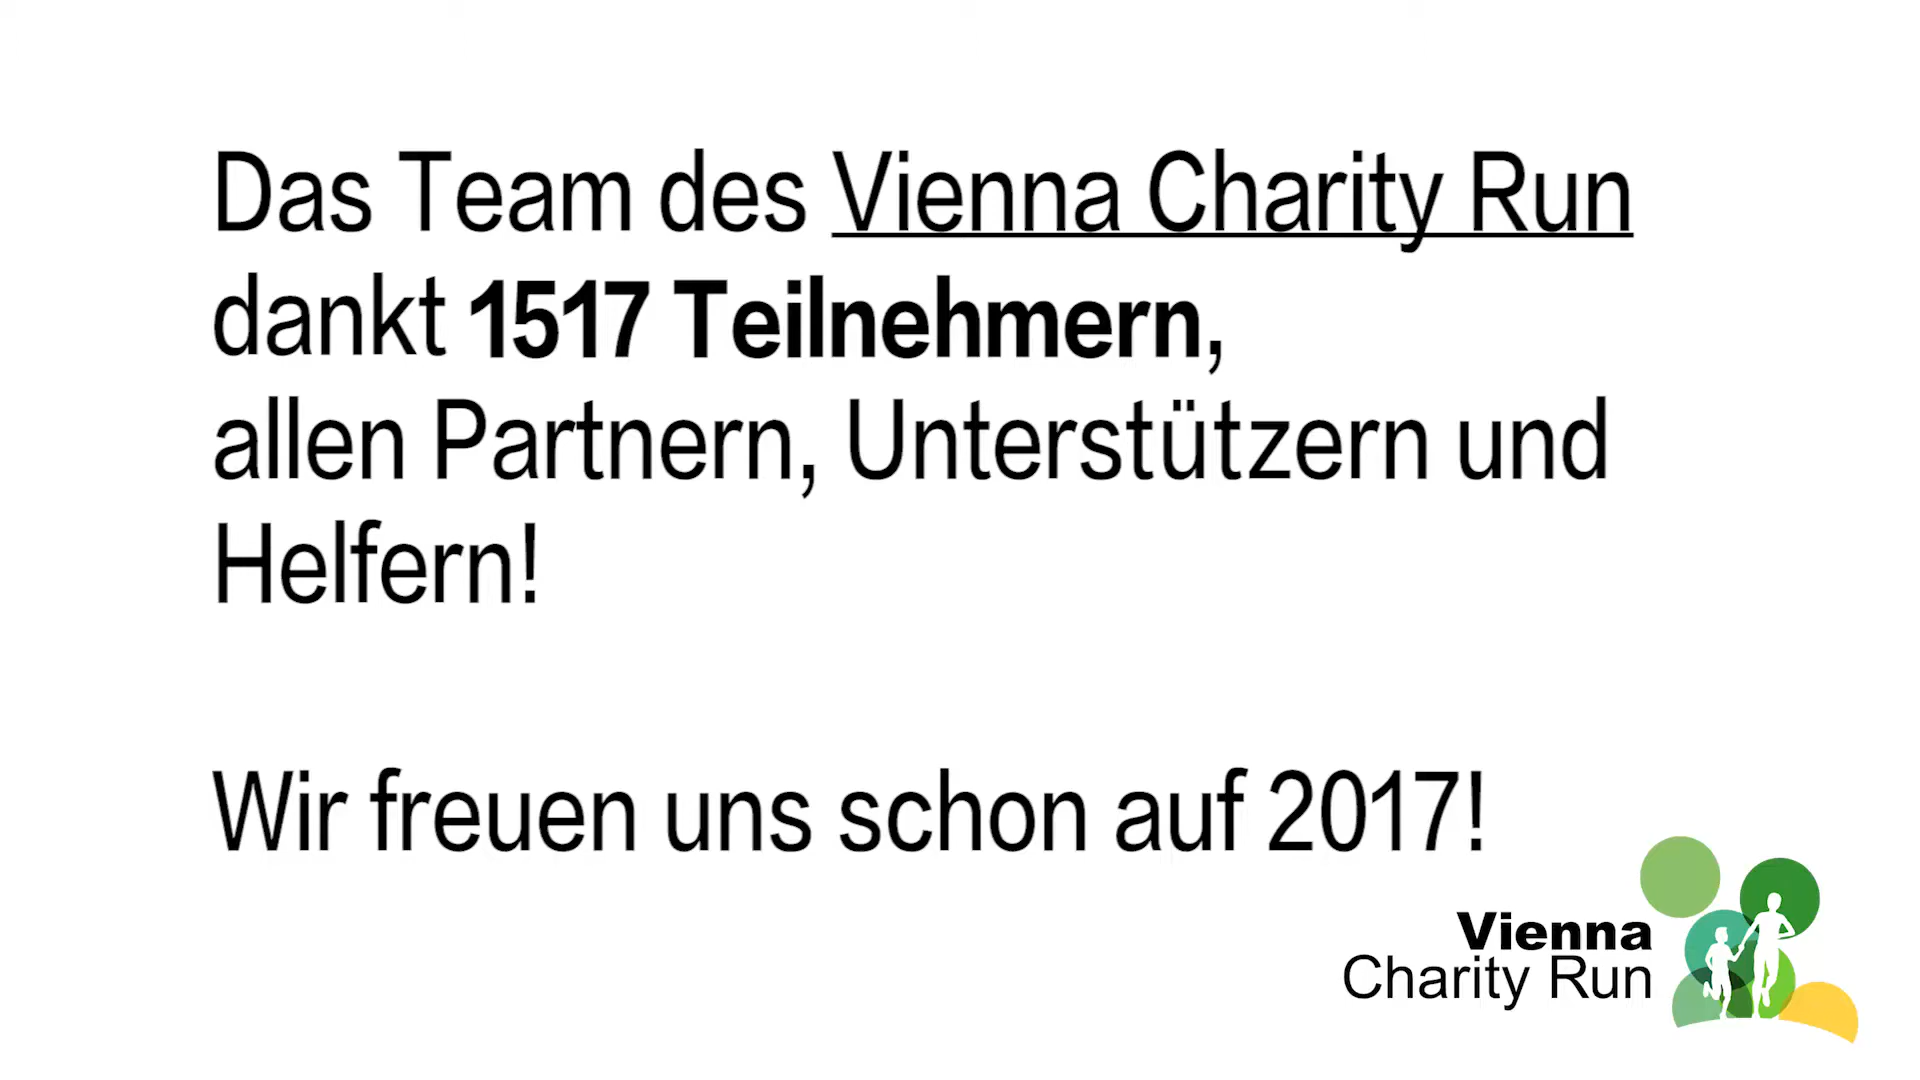 Das Team des Vienna Charity Run
dankt 1517 Teilnehmern,
allen Partnern, Unterstützern und
Helfern!
Wir freuen uns schon auf 2017!
Vienna
Charity Run